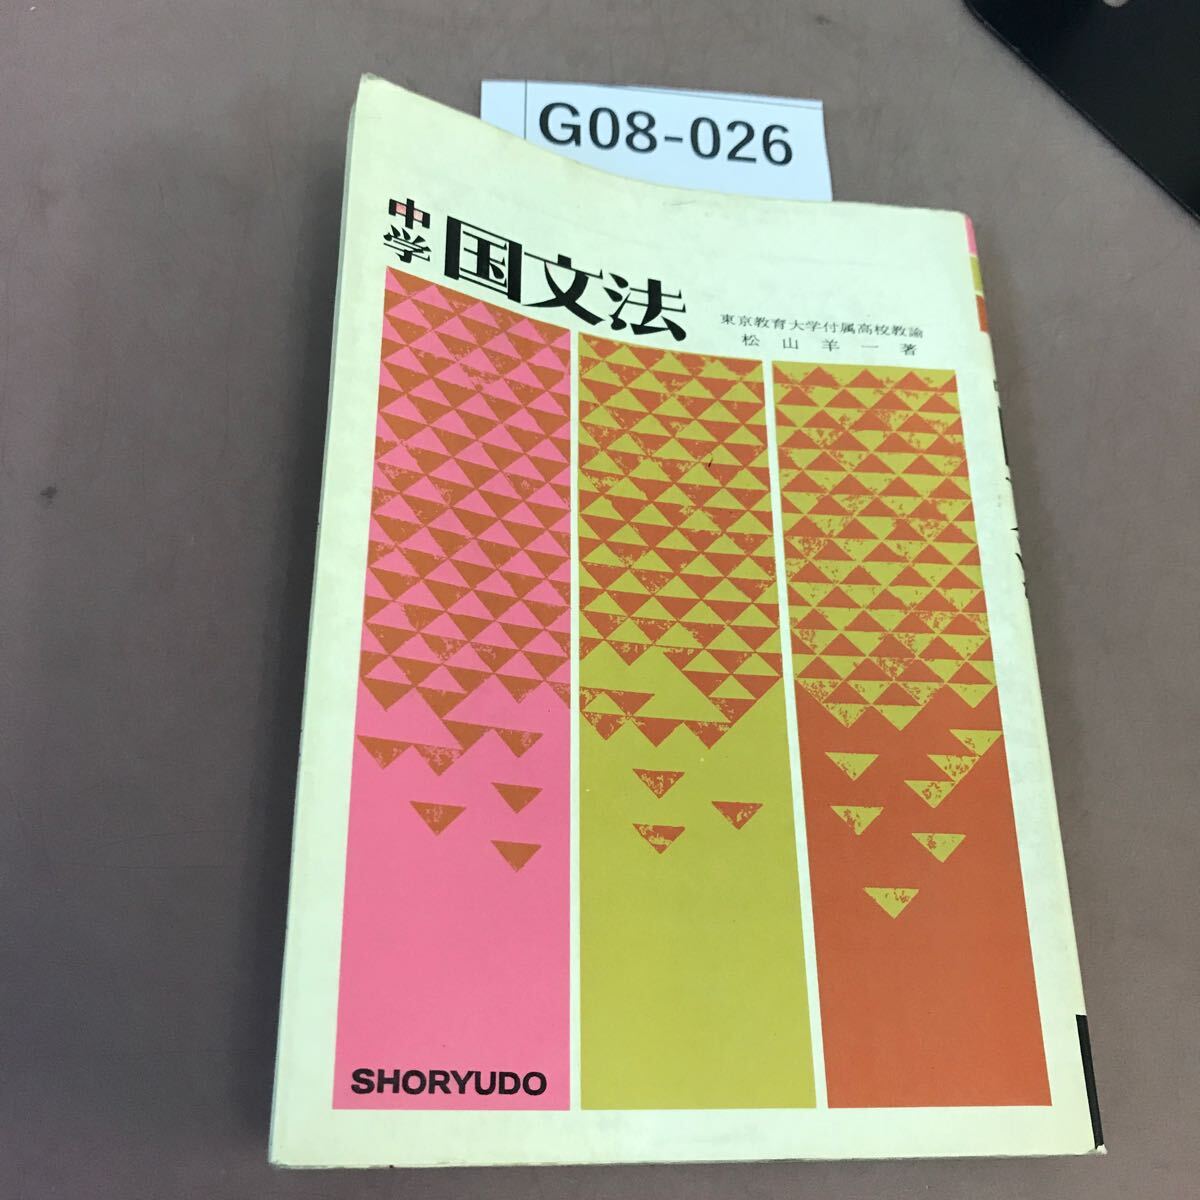 G08-026
中学 国文法
東京教育大学付属高校教諭
松山羊一著
SHORYUDO